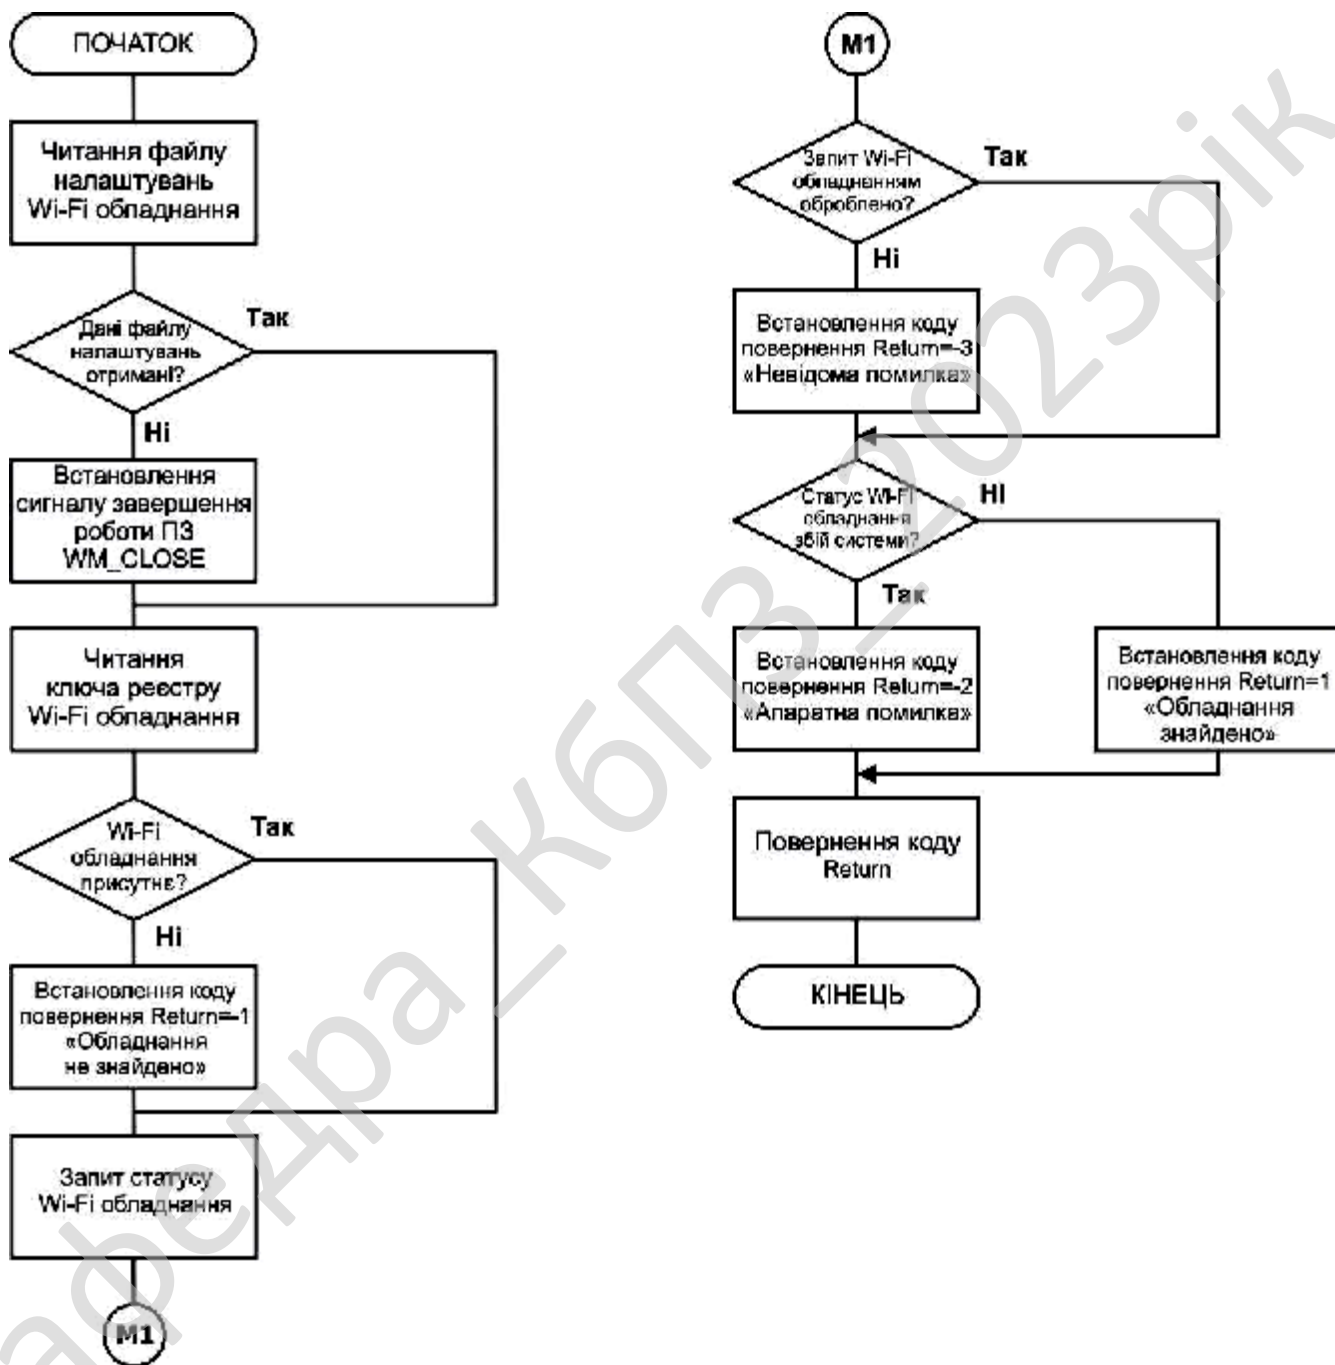 ПОЧАТОК
Читання файлу
налаштувань
Wi-Fi обладнання
Дані файлу
налаштувань
отримані?
Так
Ні
Встановлення
сигналу завершення
роботи ПЗ
WM_CLOSE
Читання
ключа реєстру
Wi-Fi обладнання
Wi-Fi
обладнання
присутнє?
Так
Ні
Встановлення коду
повернення Return=-1
«Обладнання
не знайдено»
Запит статусу
Wi-Fi обладнання
М1
М1
Запит Wi-Fi
обладнанням
оброблено?
Так
Ні
Встановлення коду
повернення Return=-3
«Невідома помилка»
Статус Wi-Fi
обладнання
збій системи?
Ні
Так
Встановлення коду
повернення Return=-2
«Апаратна помилка»
Встановлення коду
повернення Return=1
«Обладнання
знайдено»
Повернення коду
Return
КІНЕЦЬ
афедра_КбПЗ_2023рік